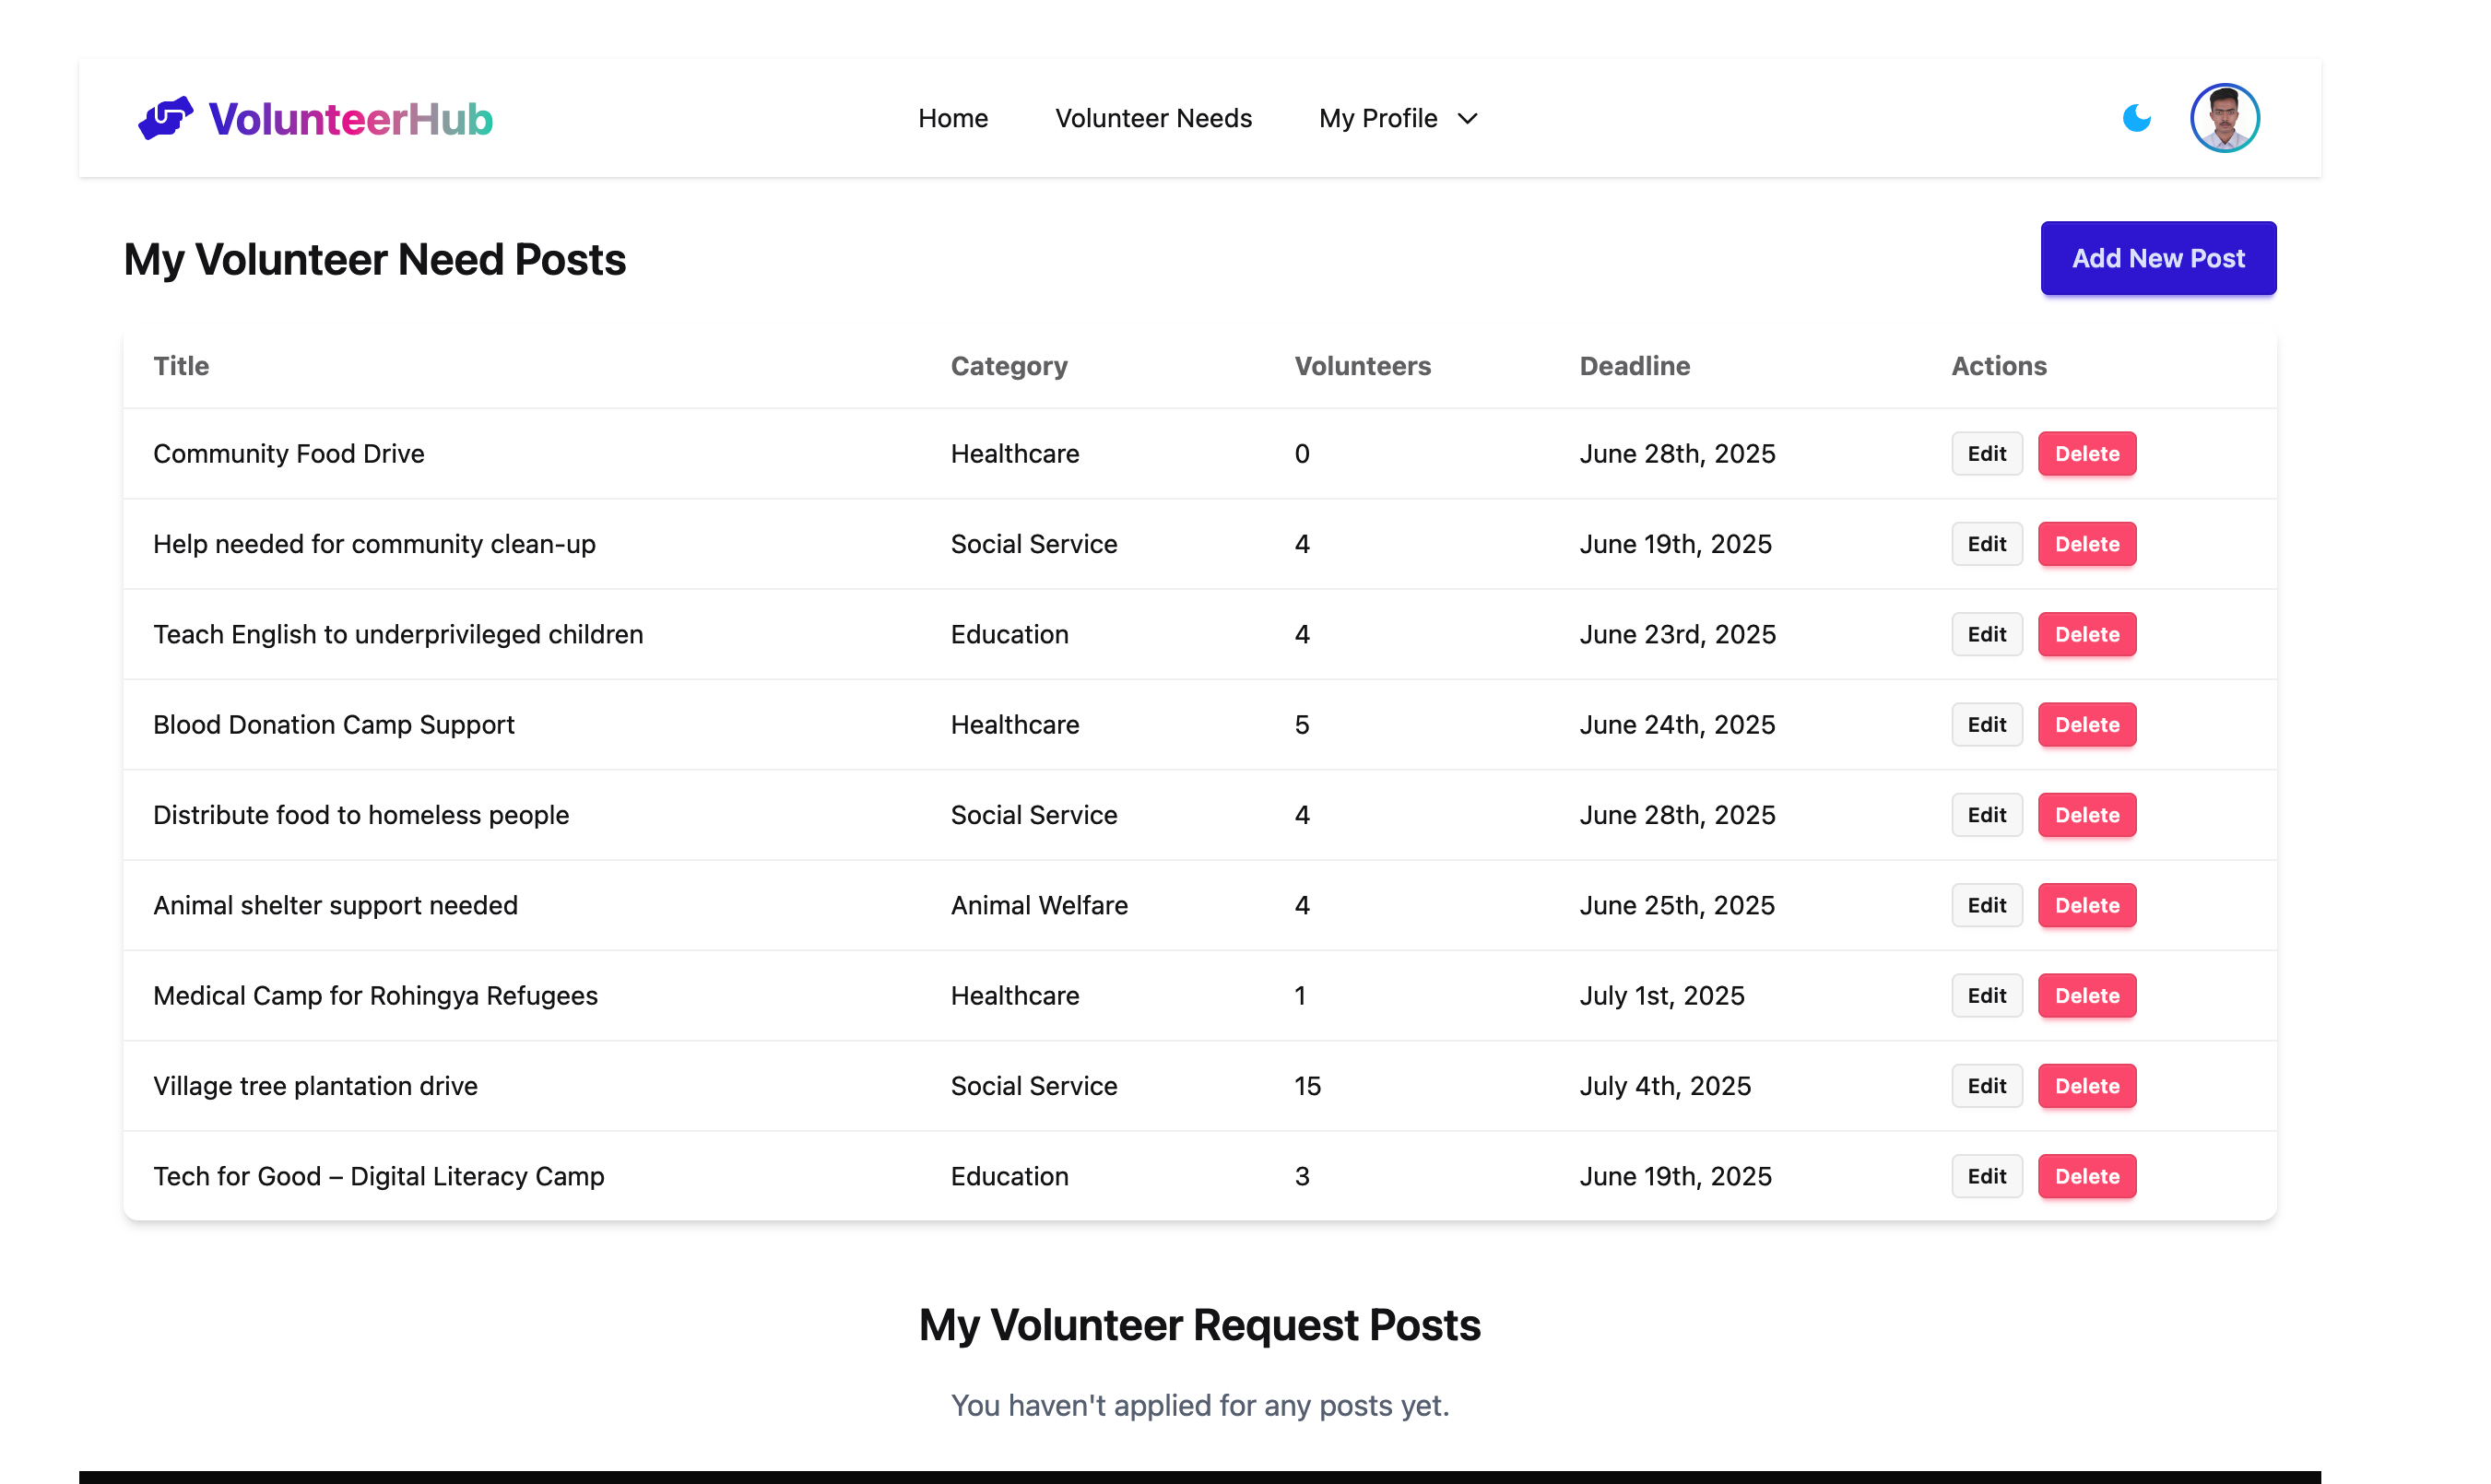 VolunteerHub Home Volunteer Needs My Profile
My Volunteer Need Posts Add New Post
Title Category Volunteers Deadline Actions
Community Food Drive Healthcare 0 June 28th, 2025 Edit Delete
Help needed for community clean-up Social Service 4 June 19th, 2025 Edit Delete
Teach English to underprivileged children Education 4 June 23rd, 2025 Edit Delete
Blood Donation Camp Support Healthcare 5 June 24th, 2025 Edit Delete
Distribute food to homeless people Social Service 4 June 28th, 2025 Edit Delete
Animal shelter support needed Animal Welfare 4 June 25th, 2025 Edit Delete
Medical Camp for Rohingya Refugees Healthcare 1 July 1st, 2025 Edit Delete
Village tree plantation drive Social Service 15 July 4th, 2025 Edit Delete
Tech for Good – Digital Literacy Camp Education 3 June 19th, 2025 Edit Delete
My Volunteer Request Posts
You haven't applied for any posts yet.